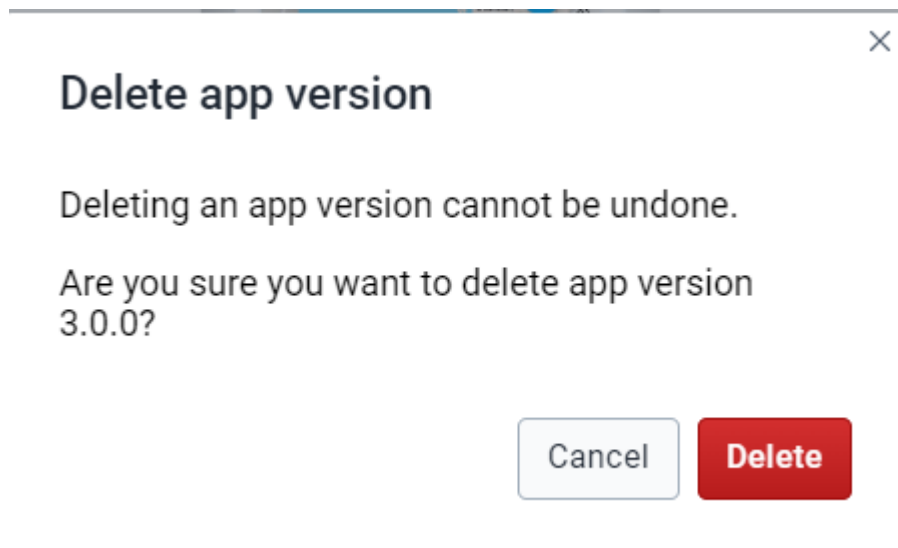 Delete app version
Deleting an app version cannot be undone.
Are you sure you want to delete app version
3.0.0?
Cancel
Delete